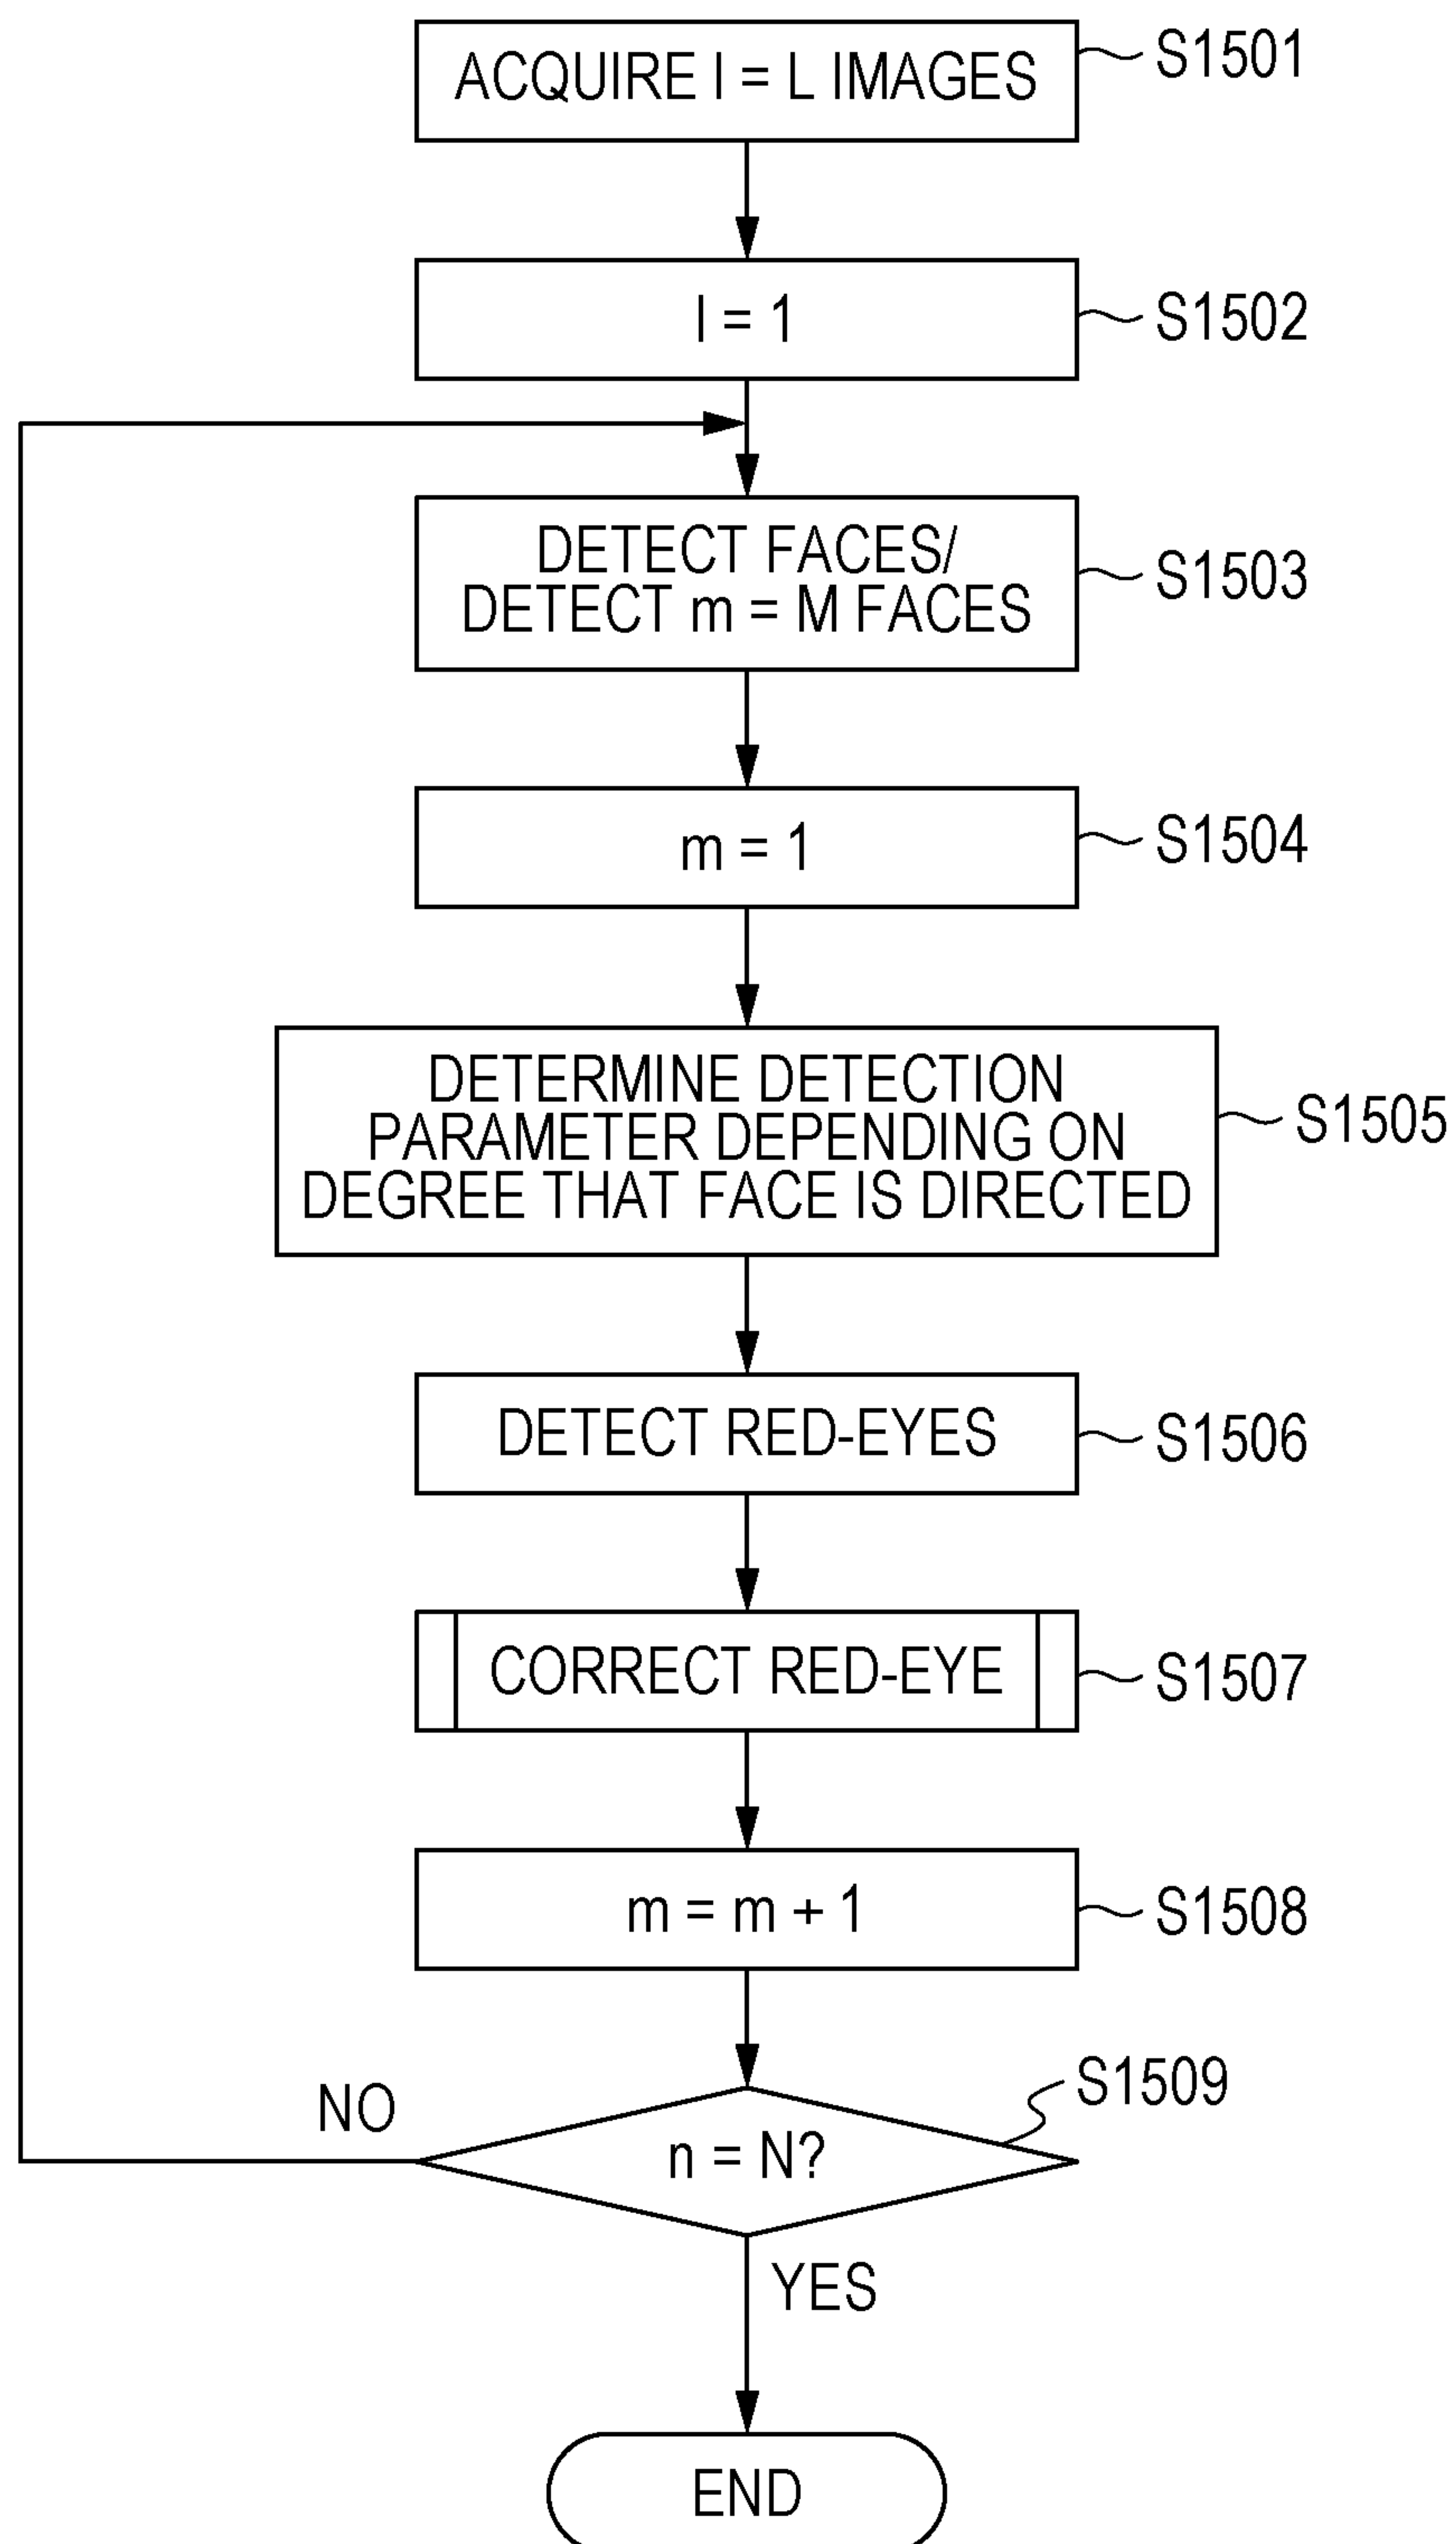 ACQUIRE l = L IMAGES
S1501
l = 1
S1502
DETECT FACES/
DETECT m = M FACES
S1503
m = 1
S1504
DETERMINE DETECTION
PARAMETER DEPENDING ON
DEGREE THAT FACE IS DIRECTED
S1505
DETECT RED-EYES
S1506
CORRECT RED-EYE
S1507
m = m + 1
S1508
n = N?
S1509
NO
YES
END